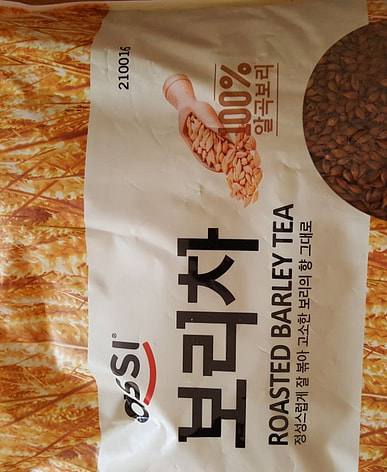 210016
100%
알곡보리
보리차
ROASTED BARLEY TEA
정성스럽게 잘 볶아 고소한 보리의 향 그대로